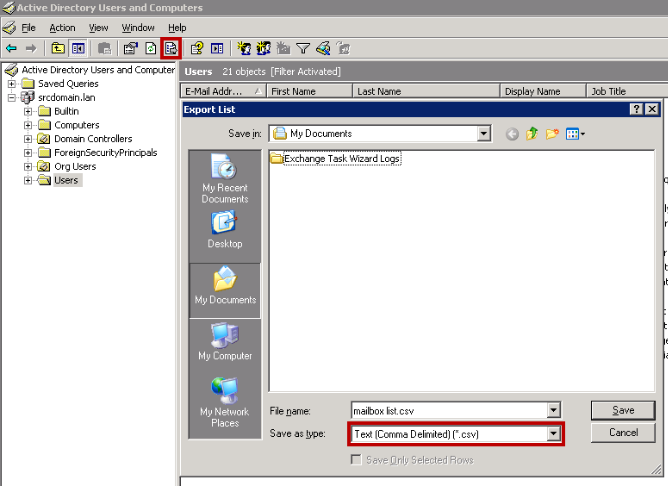 Active Directory Users and Computers
File Action View Window Help
Active Directory Users and Computer
Saved Queries
srcdomain.lan
Builtin
Computers
Domain Controllers
ForeignSecurityPrincipals
Org Users
Users
Users 21 objects [Filter Activated]
E-Mail Addr... First Name Last Name Display Name Job Title
Export List
Save in: My Documents
Exchange Task Wizard Logs
My Recent
Documents
Desktop
My Documents
My Computer
My Network
Places
File name: mailbox list.csv Save
Save as type: Text (Comma Delimited) (*.csv) Cancel
Save Only Selected Rows